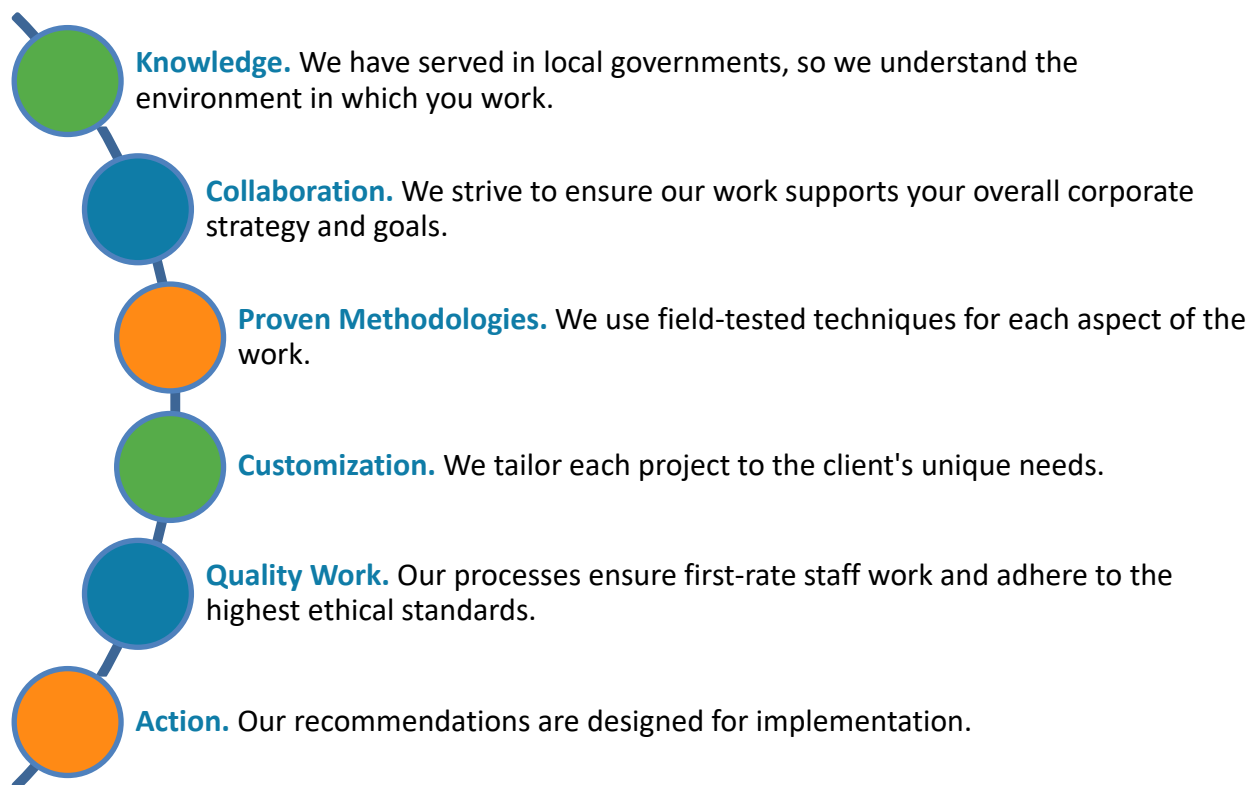 Knowledge. We have served in local governments, so we understand the
environment in which you work.
Collaboration. We strive to ensure our work supports your overall corporate
strategy and goals.
Proven Methodologies. We use field-tested techniques for each aspect of the
work.
Customization. We tailor each project to the client's unique needs.
Quality Work. Our processes ensure first-rate staff work and adhere to the
highest ethical standards.
Action. Our recommendations are designed for implementation.